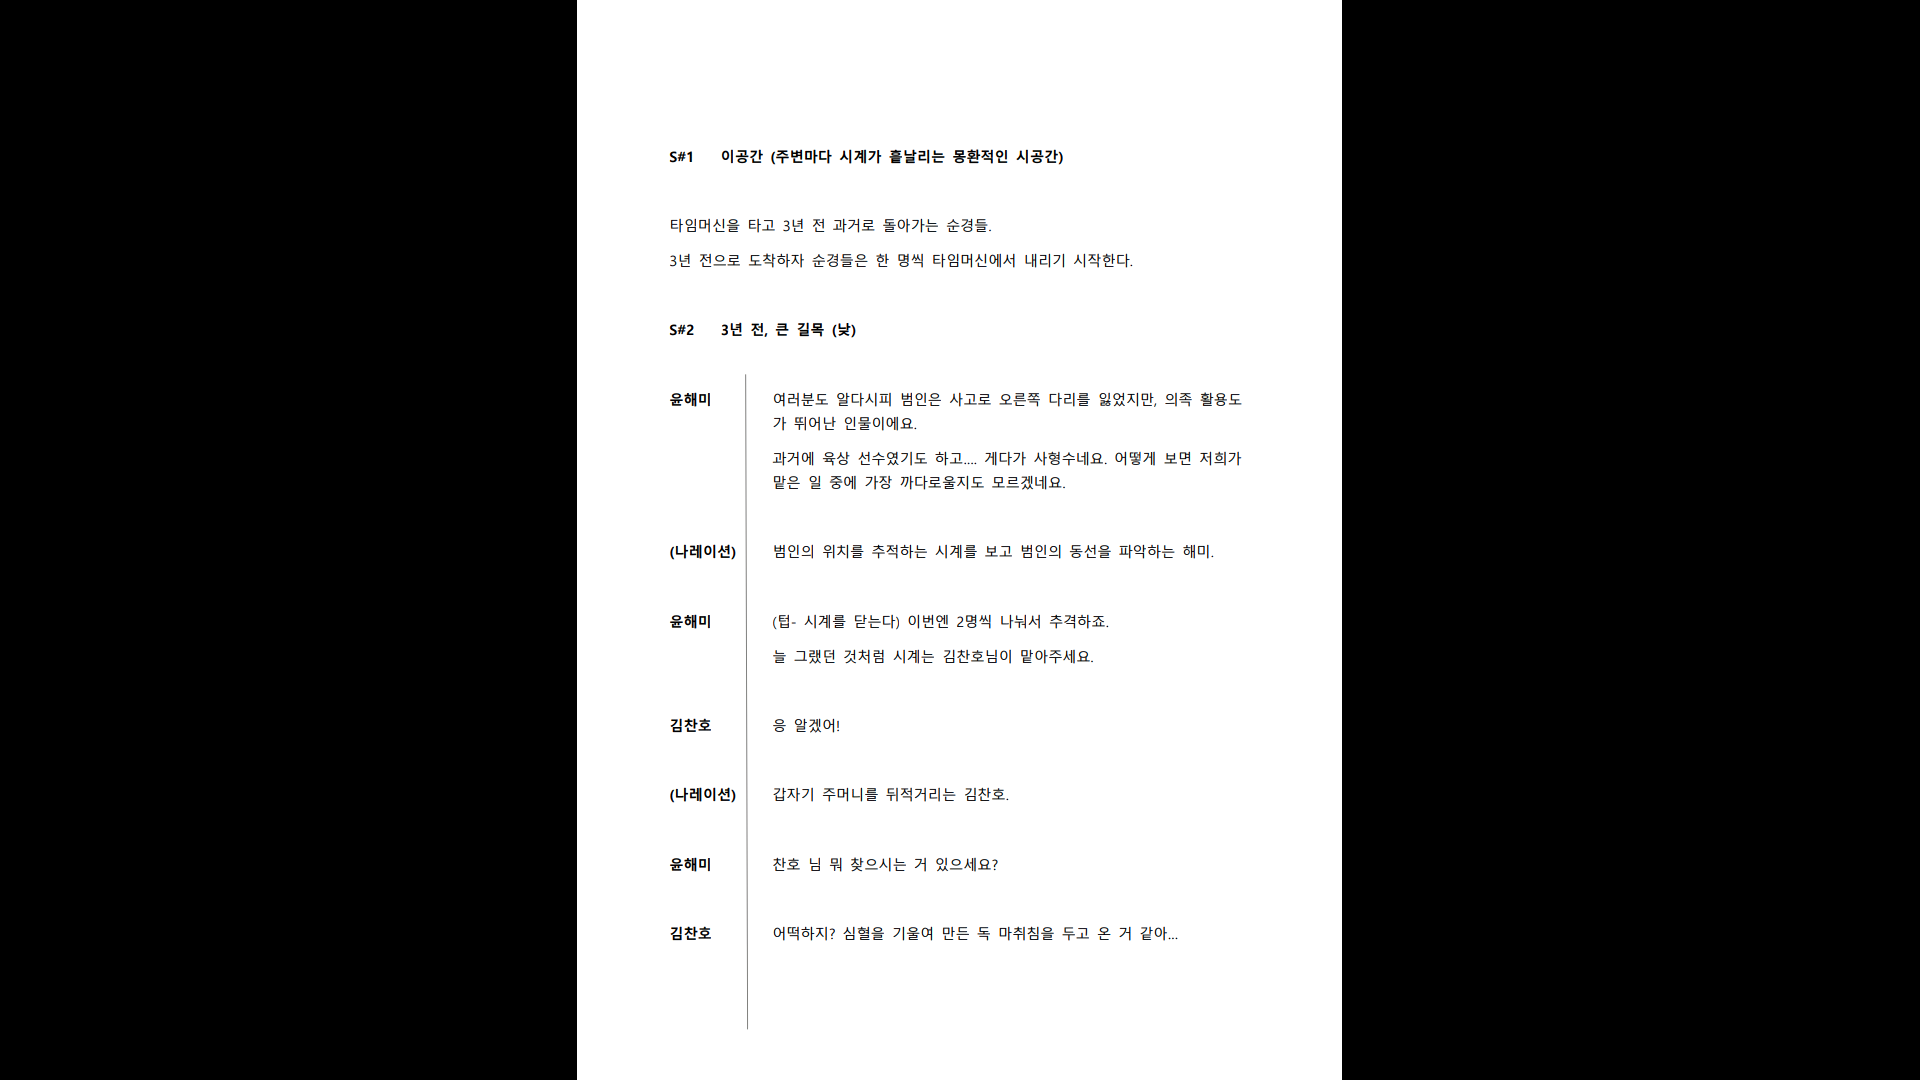 S#1 이공간 (주변마다 시계가 흩날리는 몽환적인 시공간)
타임머신을 타고 3년 전 과거로 돌아가는 순경들.
3년 전으로 도착하자 순경들은 한 명씩 타임머신에서 내리기 시작한다.
S#2 3년 전, 큰 길목 (낮)
윤해미 여러분도 알다시피 범인은 사고로 오른쪽 다리를 잃었지만, 의족 활용도
가 뛰어난 인물이에요.
과거에 육상 선수였기도 하고.... 게다가 사형수네요. 어떻게 보면 저희가
맡은 일 중에 가장 까다로울지도 모르겠네요.
(나레이션) 범인의 위치를 추적하는 시계를 보고 범인의 동선을 파악하는 해미.
윤해미 (텁- 시계를 닫는다) 이번엔 2명씩 나눠서 추격하죠.
늘 그랬던 것처럼 시계는 김찬호님이 맡아주세요.
김찬호 응 알겠어!
(나레이션) 갑자기 주머니를 뒤적거리는 김찬호.
윤해미 찬호 님 뭐 찾으시는 거 있으세요?
김찬호 어떡하지? 심혈을 기울여 만든 독 마취침을 두고 온 거 같아...